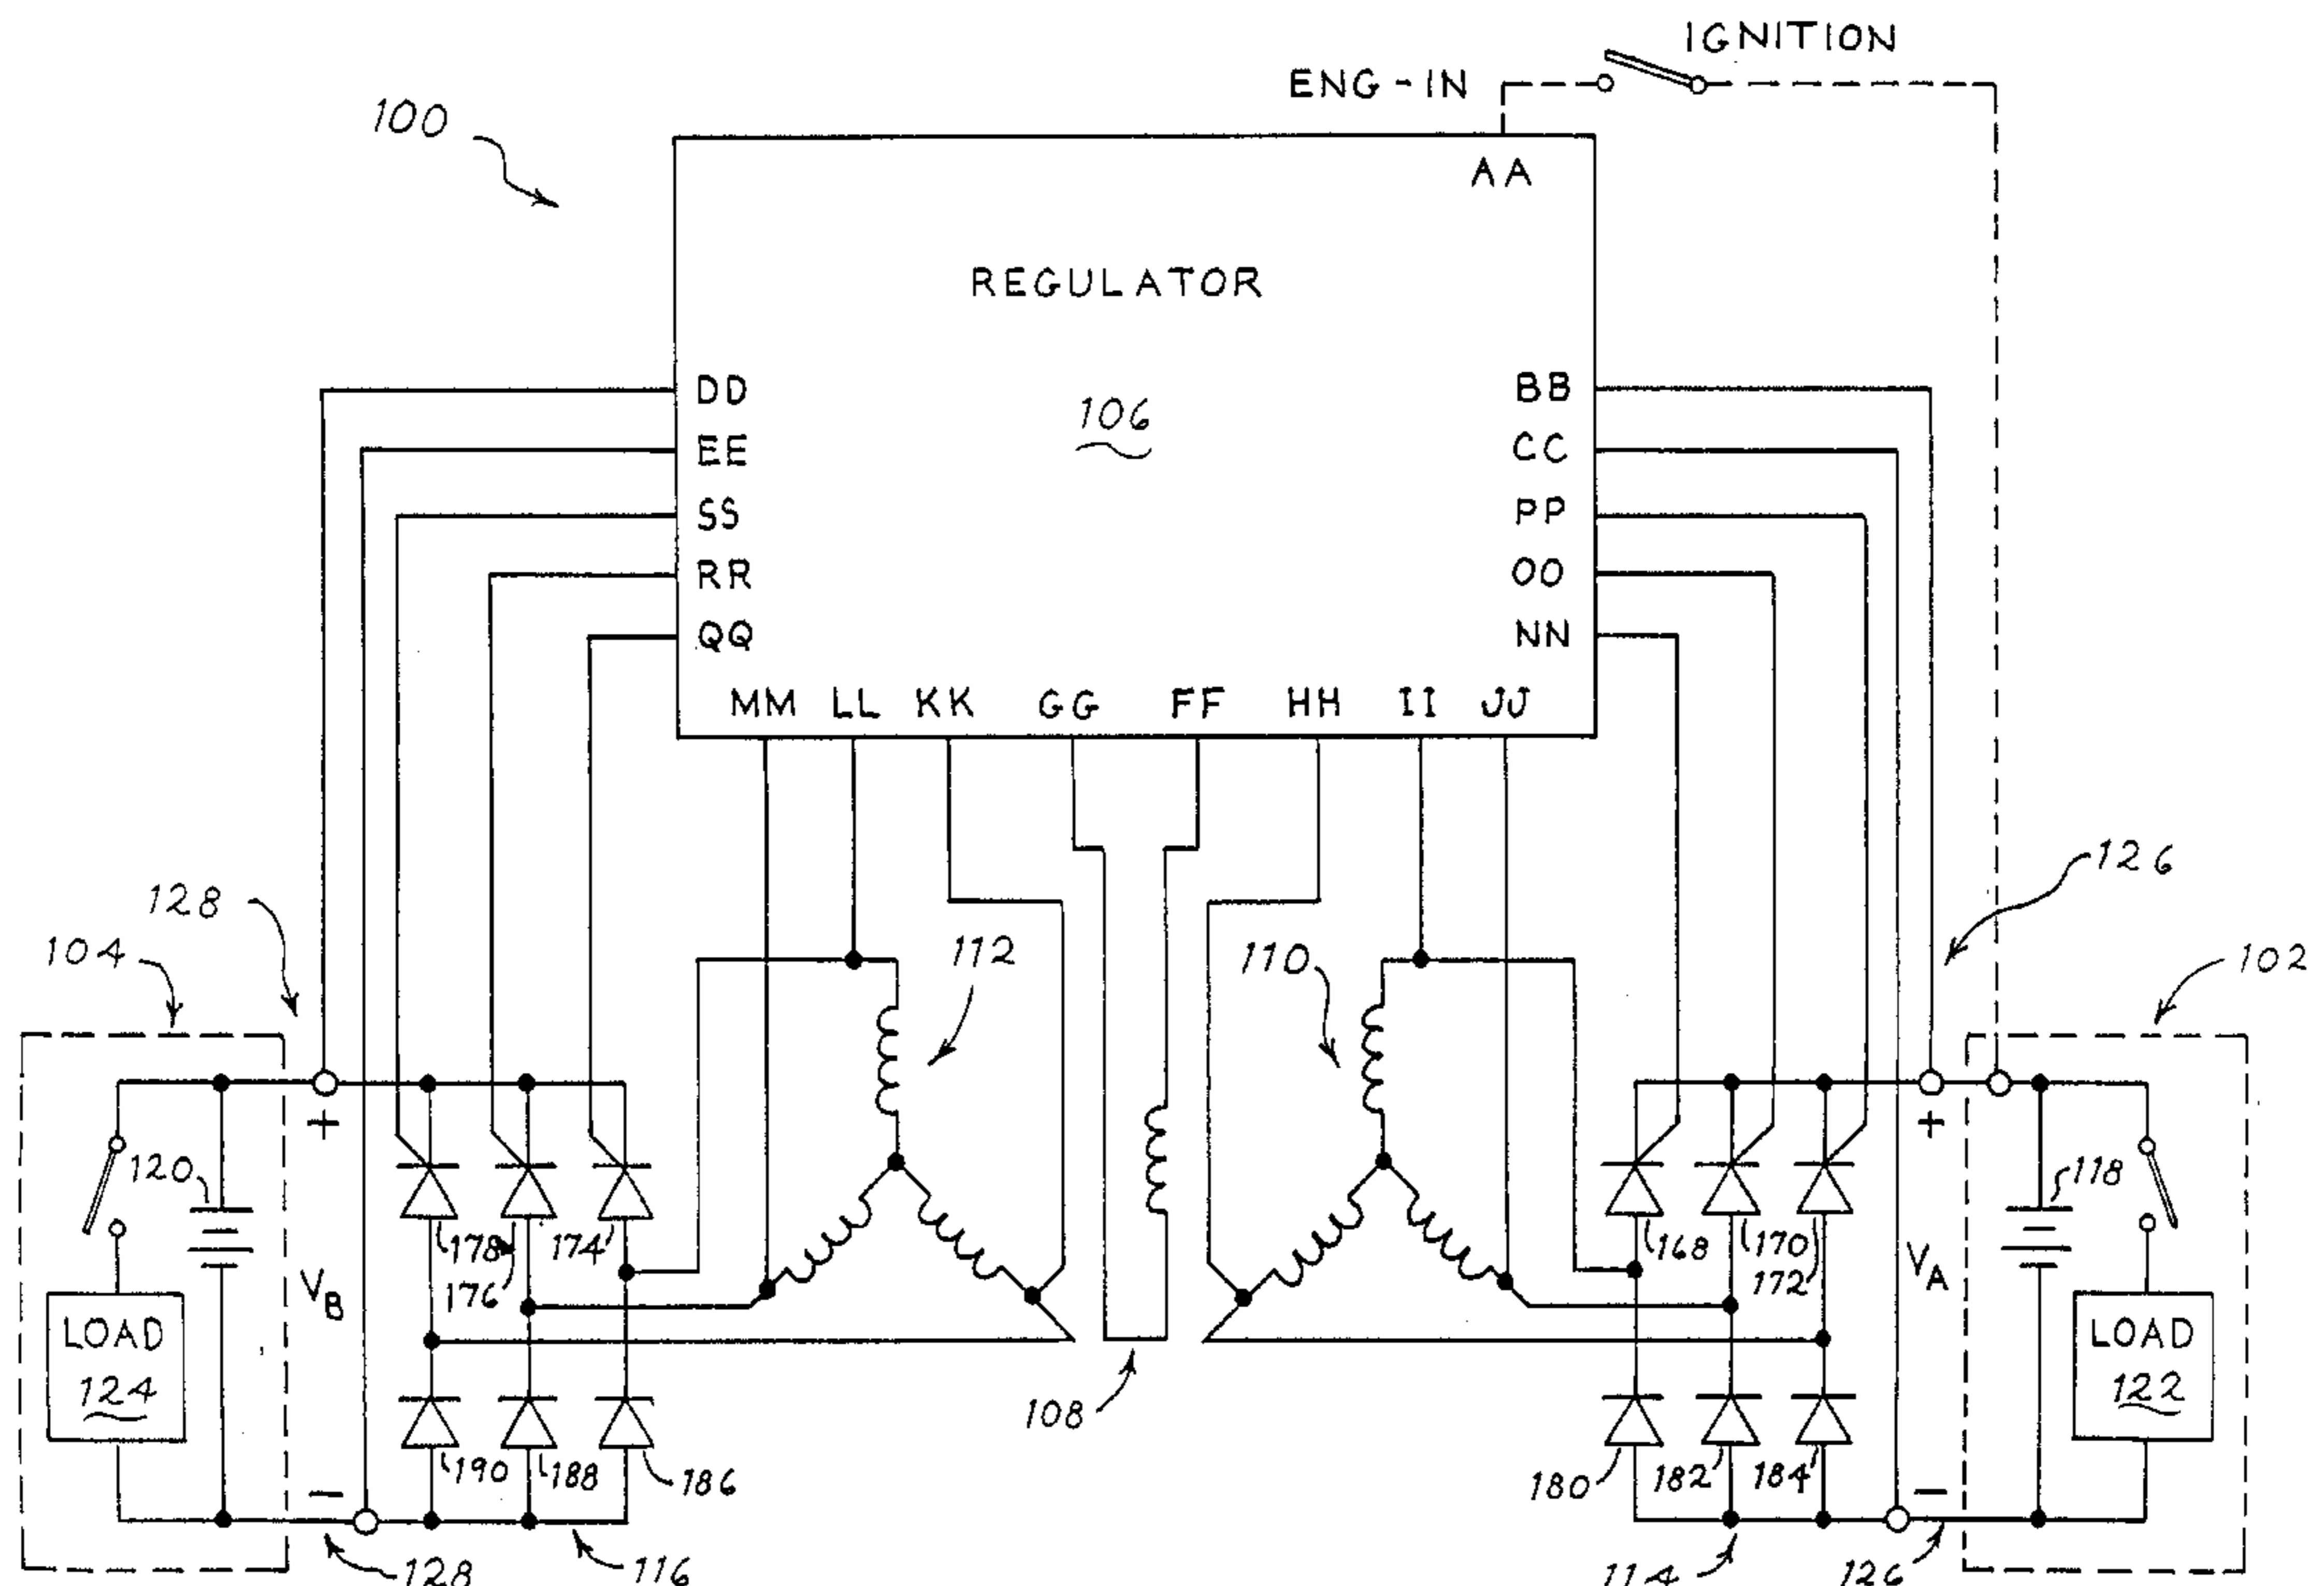 IGNITION
ENG-IN
100
AA
REGULATOR
106
DD BB
EE CC
SS PP
RR OO
QQ NN
MM LL KK GG FF HH II JJ
126
128
104 112 110 102
+ +
120 118
178 174 168 170
176 172
VB VA
LOAD LOAD
124 122
108
190 188 186 180 182 184
− −
128 116 114 126